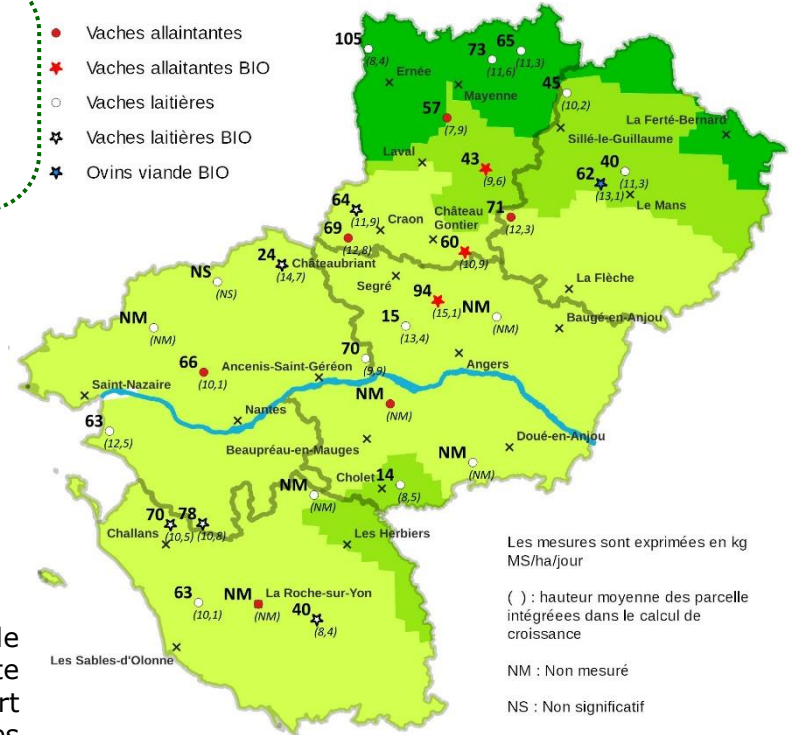 Vaches allaintantes
Vaches allaitantes BIO
Vaches laitières
Vaches laitières BIO
Ovins viande BIO
105
(8,4)
73
(11,6)
65
(11,3)
Ernée
Mayenne
45
(10,2)
57
(7,9)
La Ferté-Bernard
Sillé-le-Guillaume
Laval
43
(9,6)
40
(11,3)
62
(13,1)
Le Mans
64
(11,9)
Craon
Château
Gontier
71
(12,3)
69
(12,8)
60
(10,9)
24
(14,7)
Châteaubriant
NS
(NS)
Segré
La Flèche
94
(15,1)
NM
(NM)
Baugé-en-Anjou
NM
(NM)
15
(13,4)
70
(9,9)
Angers
66
(10,1)
Ancenis-Saint-Géréon
Saint-Nazaire
NM
(NM)
Nantes
63
(12,5)
Beaupréau-en-Mauges
Doué-en-Anjou
NM
(NM)
Cholet
14
(8,5)
NM
(NM)
70
(10,5)
78
(10,8)
Challans
Les Herbiers
63
(10,1)
NM
(NM)
La Roche-sur-Yon
40
(8,4)
Les Sables-d'Olonne
Les mesures sont exprimées en kg
MS/ha/jour
( ) : hauteur moyenne des parcelle
intégréees dans le calcul de
croissance
NM : Non mesuré
NS : Non significatif